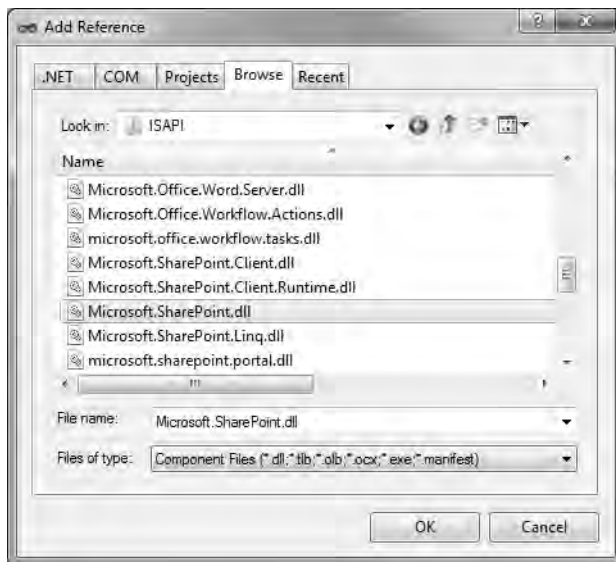 Add Reference
.NET COM Projects Browse Recent
Look in: ISAPI
Name
Microsoft.Office.Word.Server.dll
Microsoft.Office.Workflow.Actions.dll
microsoft.office.workflow.tasks.dll
Microsoft.SharePoint.Client.dll
Microsoft.SharePoint.Client.Runtime.dll
Microsoft.SharePoint.dll
Microsoft.SharePoint.Linq.dll
microsoft.sharepoint.portal.dll
File name: Microsoft.SharePoint.dll
Files of type: Component Files (*.dll;*.tlb;*.olb;*.ocx;*.exe;*.manifest)
OK Cancel